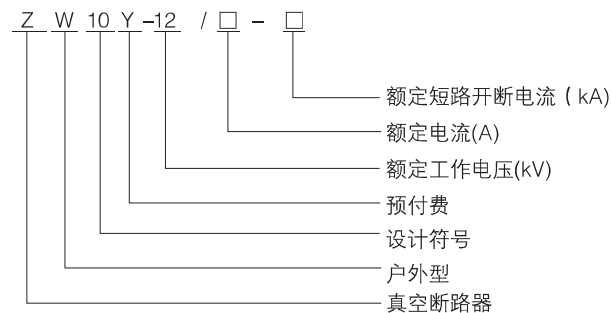 Z W 10 Y -12 / □ - □
额定短路开断电流（kA)
额定电流(A)
额定工作电压(kV)
预付费
设计符号
户外型
真空断路器